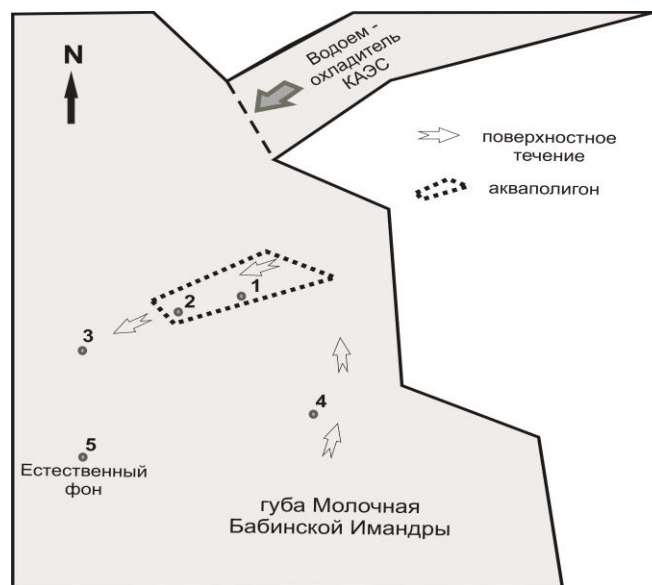 N
Водоем -
охладитель
КАЭС
поверхностное
течение
акваполигон
1
2
3
4
5
Естественный
фон
губа Молочная
Бабинской Имандры